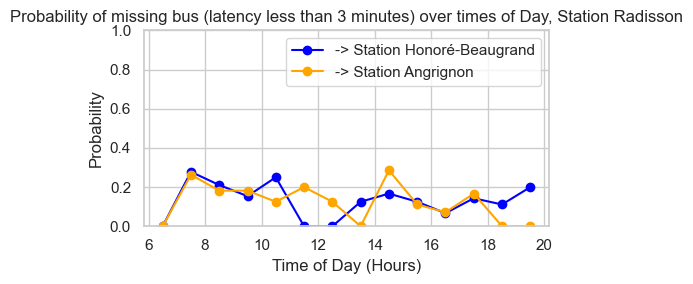 Probability of missing bus (latency less than 3 minutes) over times of Day, Station Radisson
1.0
0.8
0.6
0.4
0.2
0.0
Probability
-> Station Honoré-Beaugrand
-> Station Angrignon
6 8 10 12 14 16 18 20
Time of Day (Hours)